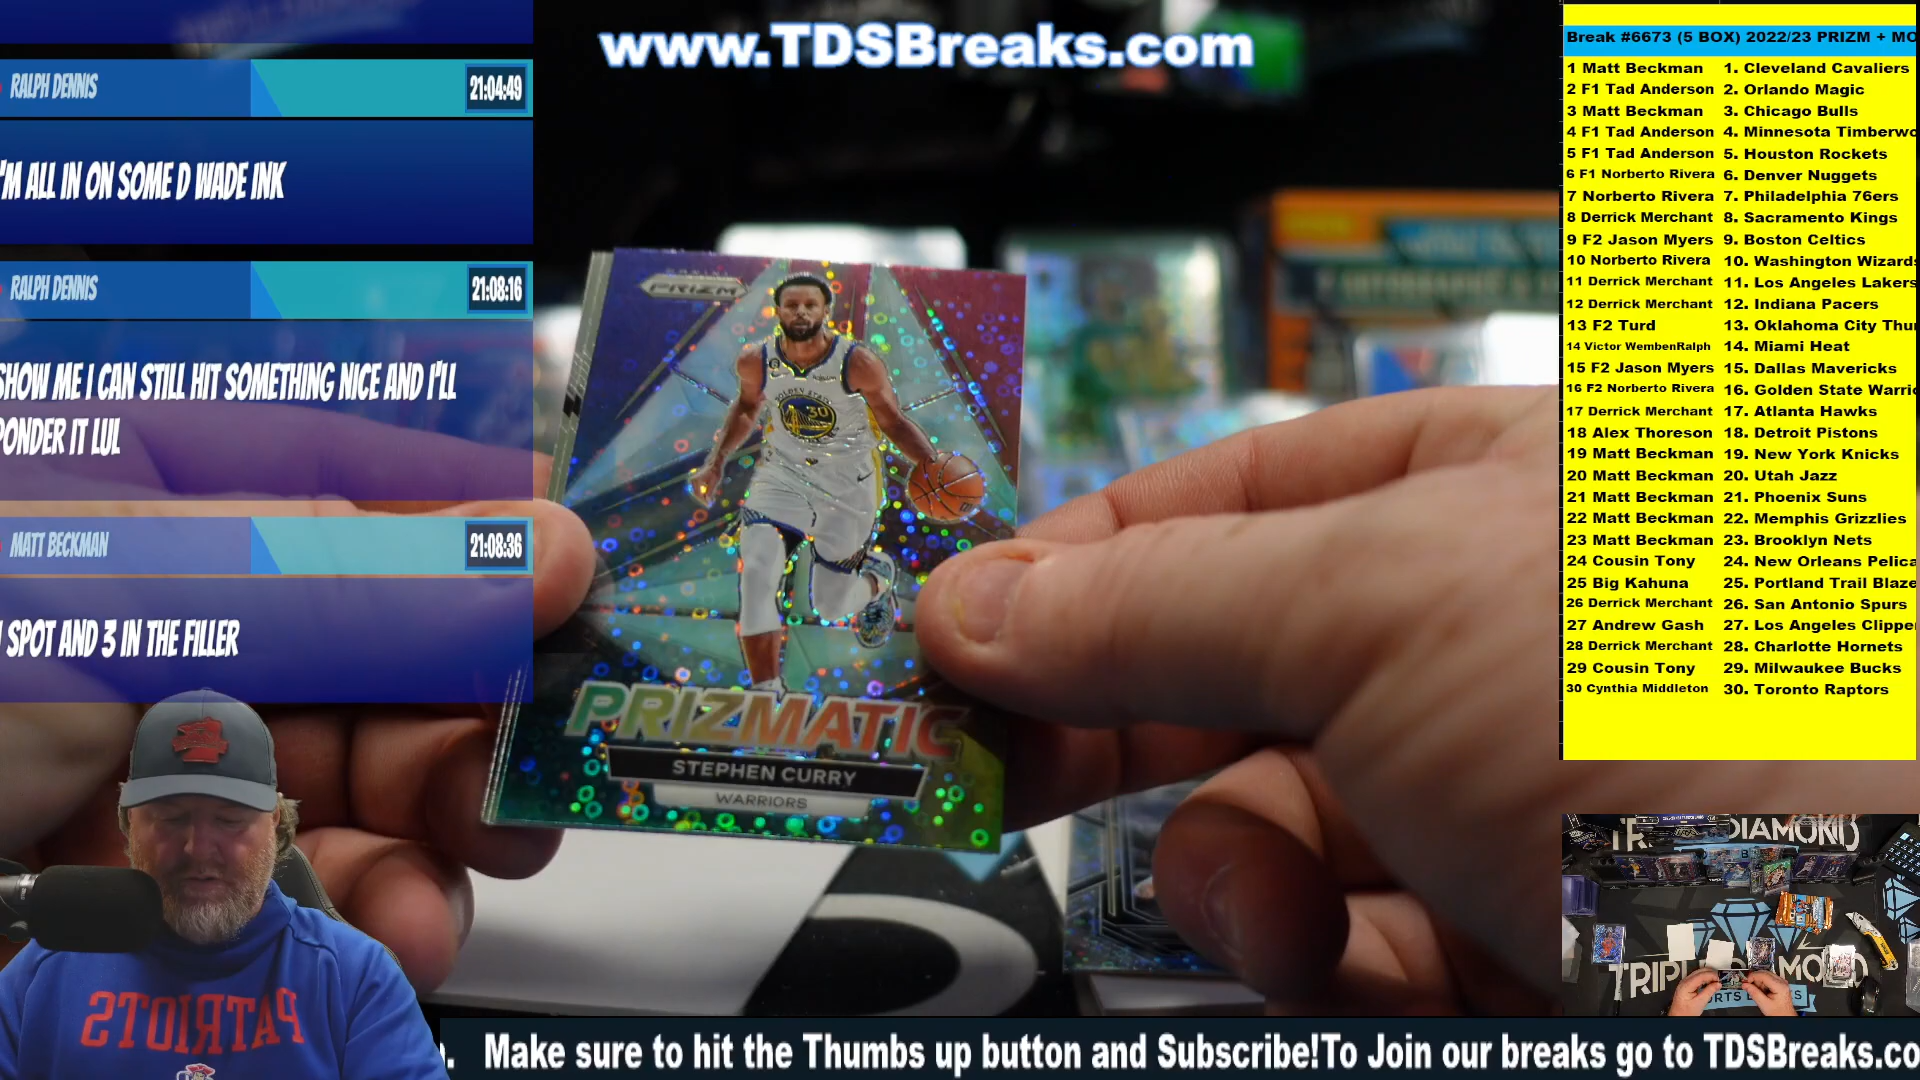 www.TDSBreaks.com
RALPH DENNIS 21:04:49
'M ALL IN ON SOME D WADE INK
RALPH DENNIS 21:08:16
SHOW ME I CAN STILL HIT SOMETHING NICE AND I'LL
PONDER IT LUL
MATT BECKMAN 21:08:36
1 SPOT AND 3 IN THE FILLER
PRIZM
GOLDEN STATE
30
PRIZMATIC
STEPHEN CURRY
WARRIORS
PATRIOTS
Break #6673 (5 BOX) 2022/23 PRIZM + MO
1 Matt Beckman 1. Cleveland Cavaliers
2 F1 Tad Anderson 2. Orlando Magic
3 Matt Beckman 3. Chicago Bulls
4 F1 Tad Anderson 4. Minnesota Timberwo
5 F1 Tad Anderson 5. Houston Rockets
6 F1 Norberto Rivera 6. Denver Nuggets
7 Norberto Rivera 7. Philadelphia 76ers
8 Derrick Merchant 8. Sacramento Kings
9 F2 Jason Myers 9. Boston Celtics
10 Norberto Rivera 10. Washington Wizards
11 Derrick Merchant 11. Los Angeles Lakers
12 Derrick Merchant 12. Indiana Pacers
13 F2 Turd 13. Oklahoma City Thu
14 Victor WembenRalph 14. Miami Heat
15 F2 Jason Myers 15. Dallas Mavericks
16 F2 Norberto Rivera 16. Golden State Warrio
17 Derrick Merchant 17. Atlanta Hawks
18 Alex Thoreson 18. Detroit Pistons
19 Matt Beckman 19. New York Knicks
20 Matt Beckman 20. Utah Jazz
21 Matt Beckman 21. Phoenix Suns
22 Matt Beckman 22. Memphis Grizzlies
23 Matt Beckman 23. Brooklyn Nets
24 Cousin Tony 24. New Orleans Pelica
25 Big Kahuna 25. Portland Trail Blaze
26 Derrick Merchant 26. San Antonio Spurs
27 Andrew Gash 27. Los Angeles Clipper
28 Derrick Merchant 28. Charlotte Hornets
29 Cousin Tony 29. Milwaukee Bucks
30 Cynthia Middleton 30. Toronto Raptors
DIAMOND
Make sure to hit the Thumbs up button and Subscribe!To Join our breaks go to TDSBreaks.co